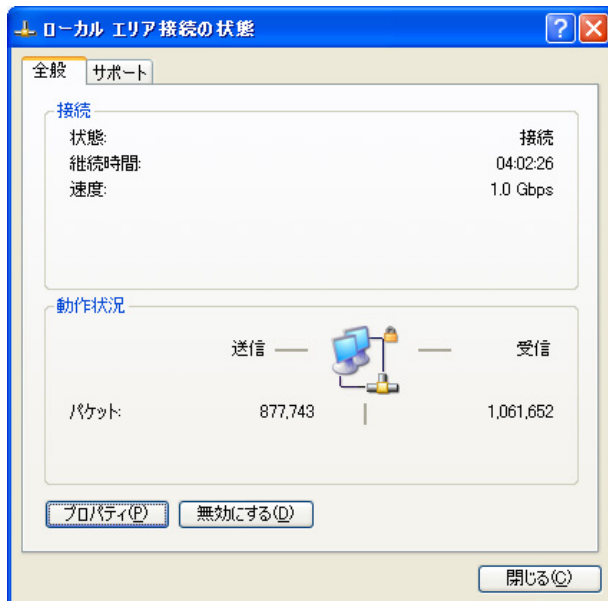 ローカル エリア接続の状態
全般 サポート
接続
状態: 接続
継続時間: 04:02:26
速度: 1.0 Gbps
動作状況
送信 受信
パケット: 877,743 1,061,652
プロパティ(P) 無効にする(D)
閉じる(C)